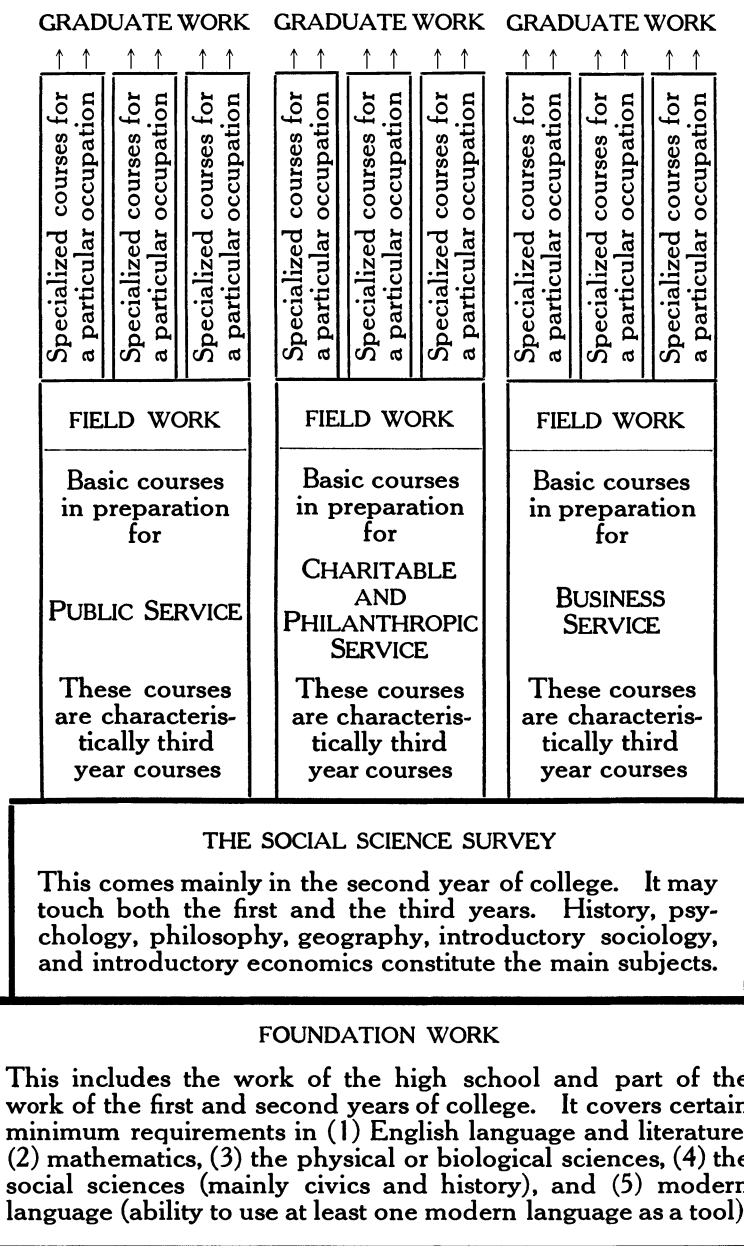 GRADUATE WORK GRADUATE WORK GRADUATE WORK
↑ ↑ ↑ ↑ ↑ ↑ ↑ ↑ ↑ ↑ ↑ ↑ ↑ ↑ ↑ ↑ ↑ ↑
Specialized courses for
a particular occupation
Specialized courses for
a particular occupation
Specialized courses for
a particular occupation
Specialized courses for
a particular occupation
Specialized courses for
a particular occupation
Specialized courses for
a particular occupation
Specialized courses for
a particular occupation
Specialized courses for
a particular occupation
Specialized courses for
a particular occupation
FIELD WORK
Basic courses
in preparation
for
PUBLIC SERVICE
These courses
are characteris-
tically third
year courses
FIELD WORK
Basic courses
in preparation
for
CHARITABLE
AND
PHILANTHROPIC
SERVICE
These courses
are characteris-
tically third
year courses
FIELD WORK
Basic courses
in preparation
for
BUSINESS
SERVICE
These courses
are characteris-
tically third
year courses
THE SOCIAL SCIENCE SURVEY
This comes mainly in the second year of college. It may
touch both the first and the third years. History, psy-
chology, philosophy, geography, introductory sociology,
and introductory economics constitute the main subjects.
FOUNDATION WORK
This includes the work of the high school and part of the
work of the first and second years of college. It covers certain
minimum requirements in (1) English language and literature
(2) mathematics, (3) the physical or biological sciences, (4) the
social sciences (mainly civics and history), and (5) modern
language (ability to use at least one modern language as a tool)